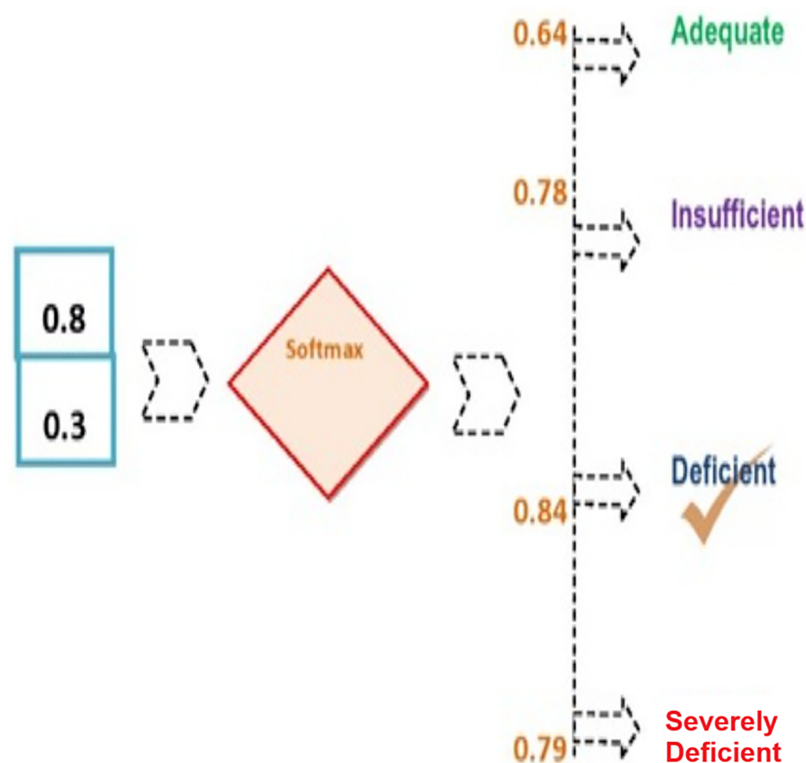 0.64
Adequate
0.78
Insufficient
0.8
0.3
Softmax
Deficient
0.84
0.79
Severely
Deficient